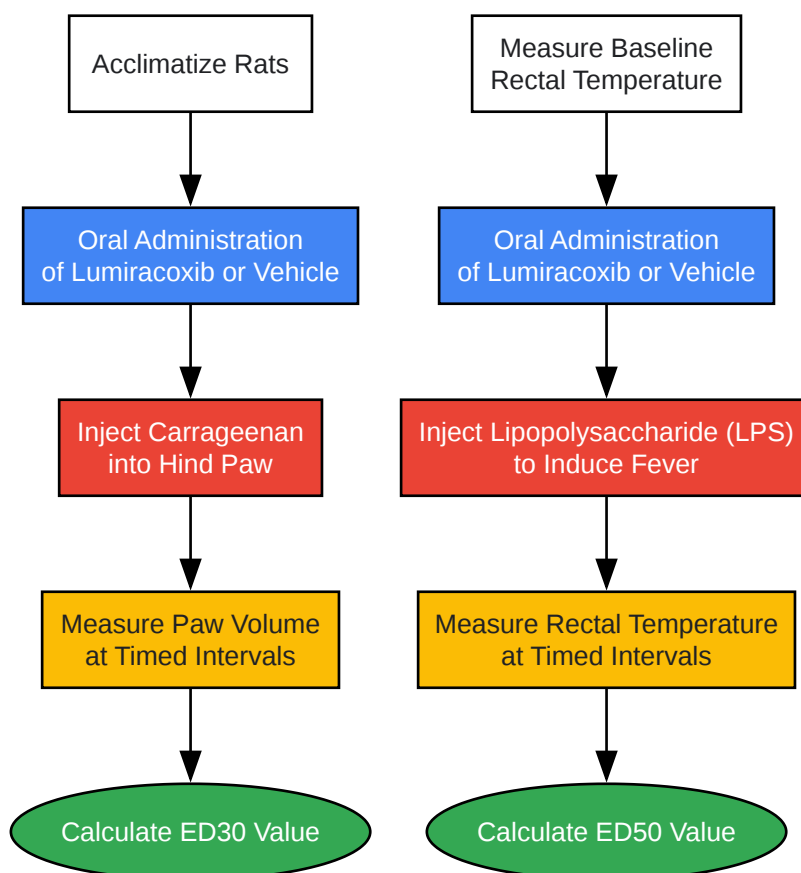 Acclimatize Rats
Oral Administration
of Lumiracoxib or Vehicle
Inject Carrageenan
into Hind Paw
Measure Paw Volume
at Timed Intervals
Calculate ED30 Value
Measure Baseline
Rectal Temperature
Oral Administration
of Lumiracoxib or Vehicle
Inject Lipopolysaccharide (LPS)
to Induce Fever
Measure Rectal Temperature
at Timed Intervals
Calculate ED50 Value